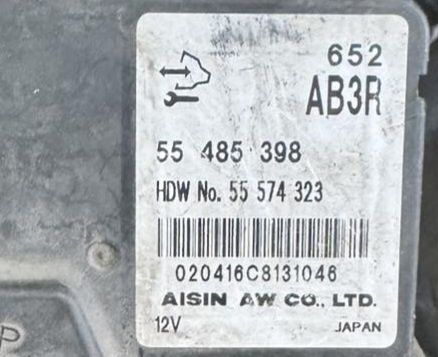 652
AB3R
55 485 398
HDW No. 55 574 323
020416C8131046
AISIN AW CO., LTD.
12V JAPAN
P